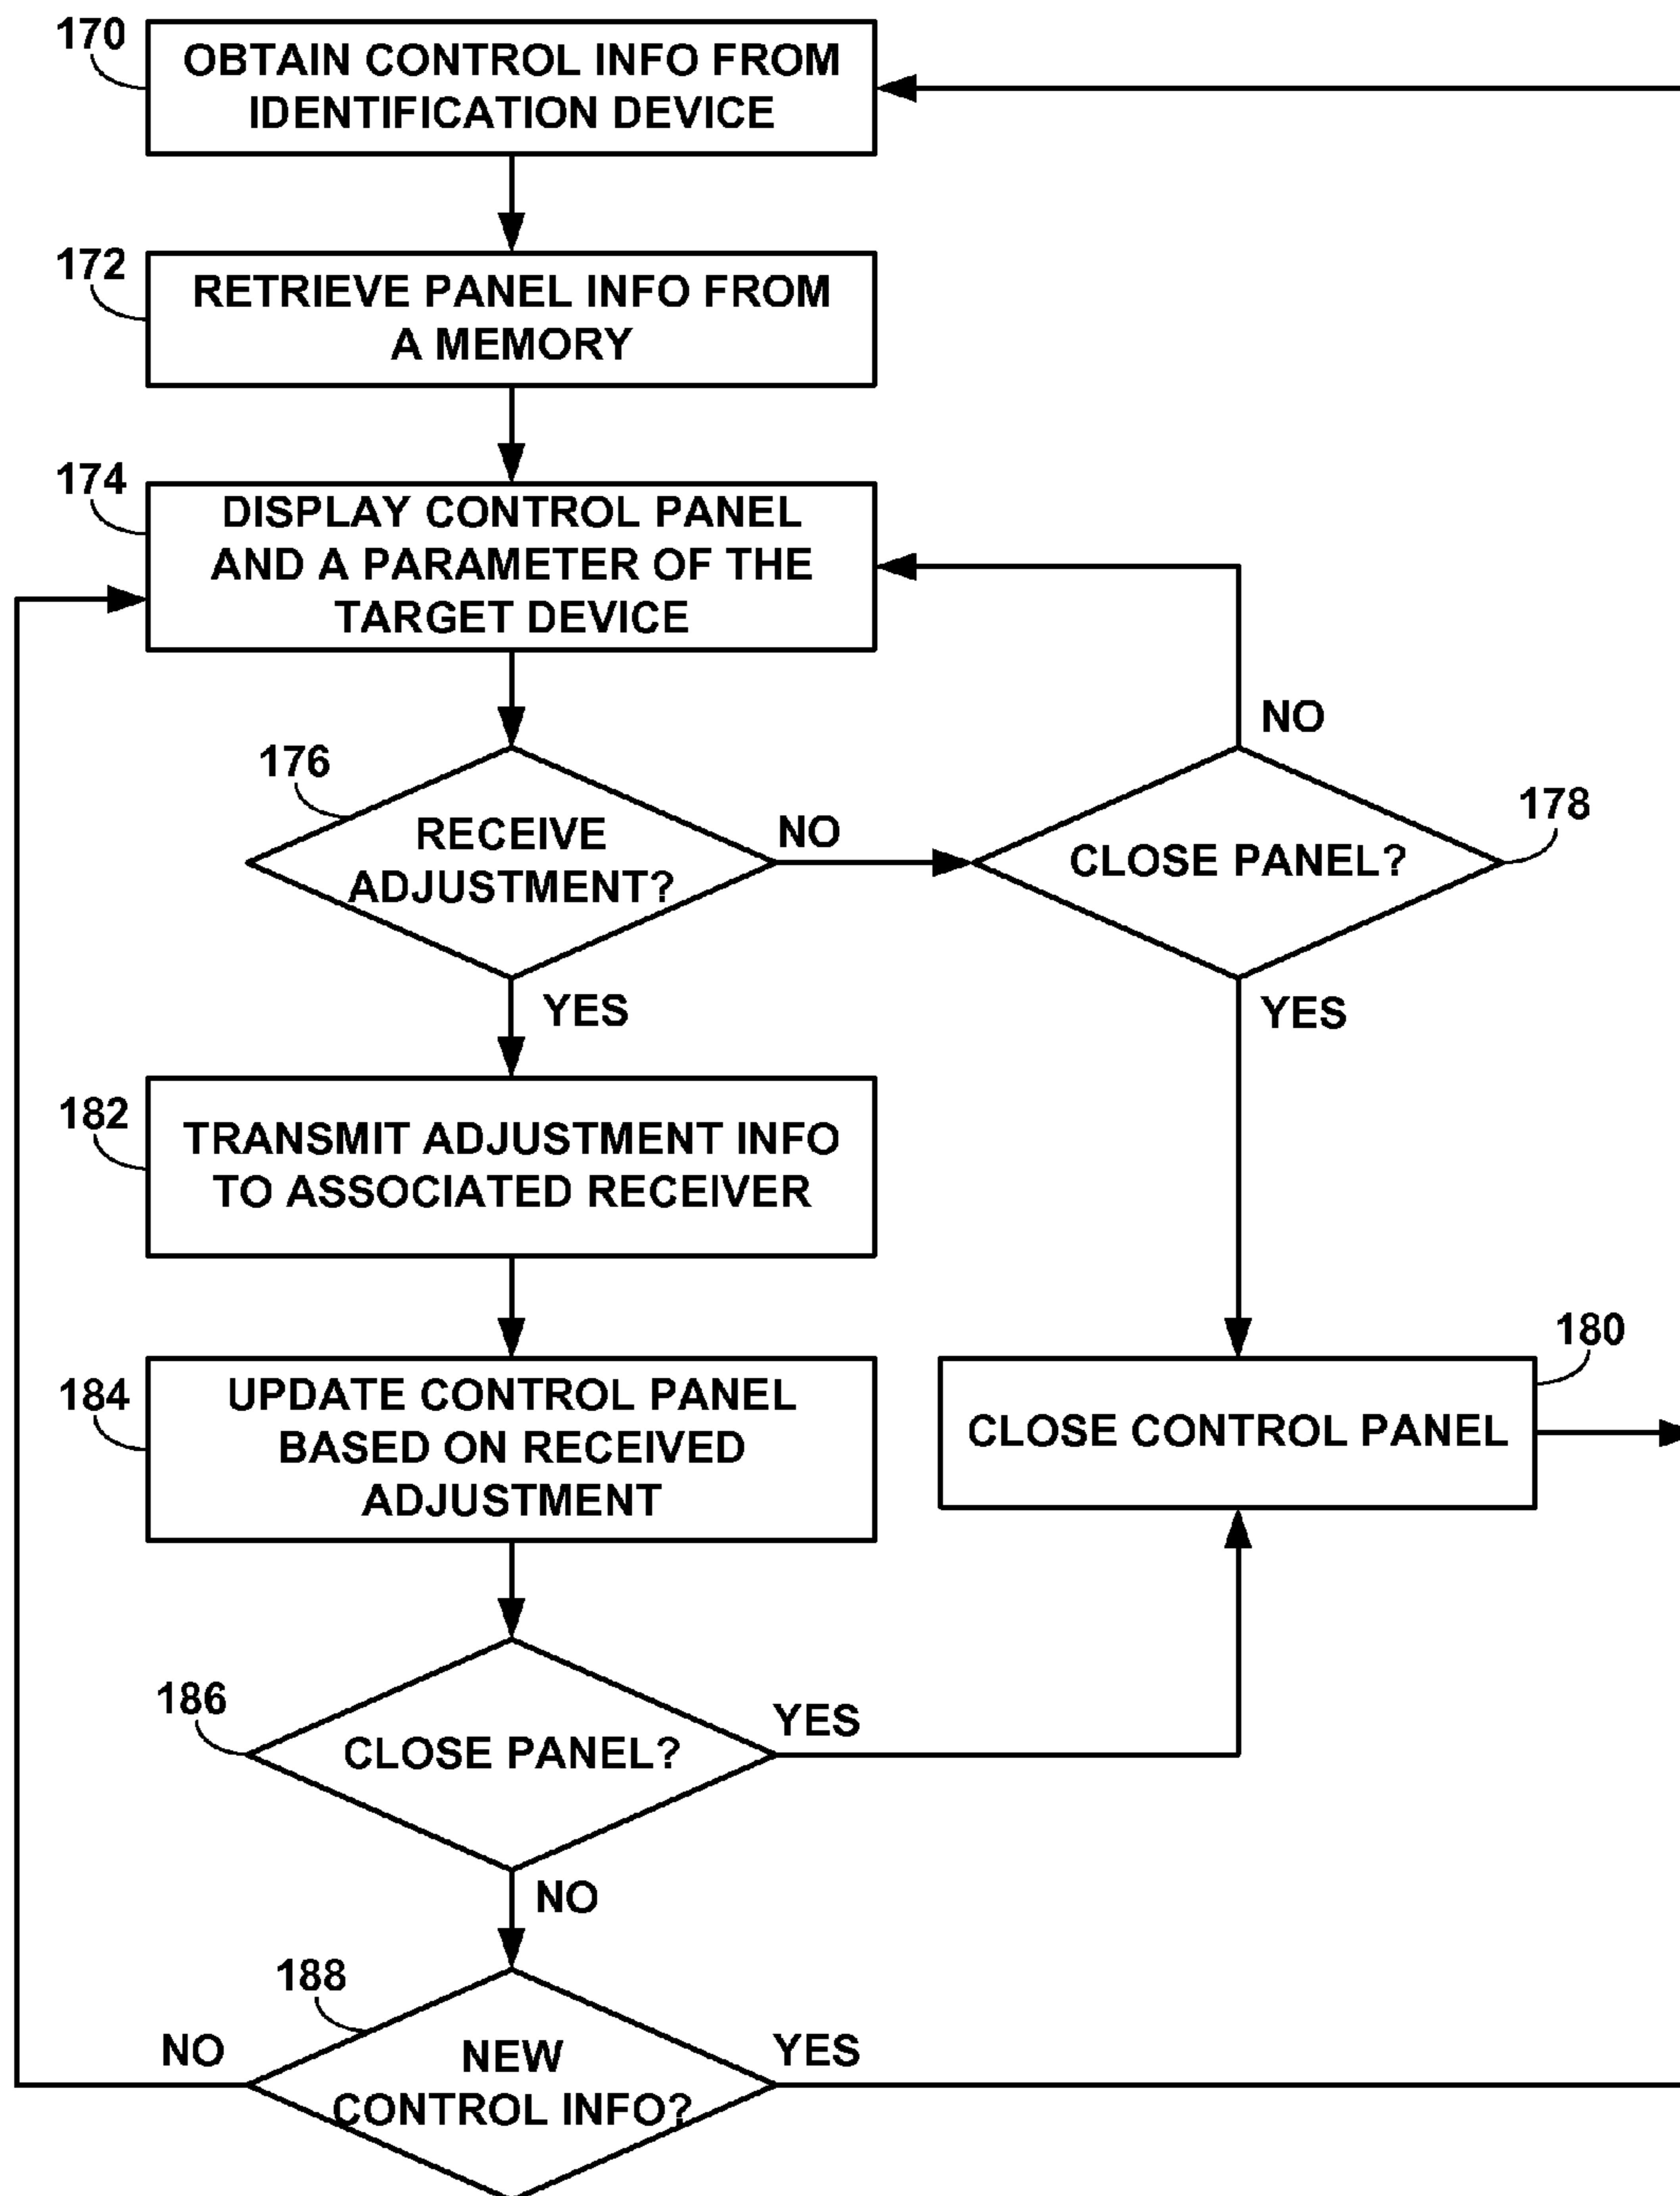 170
OBTAIN CONTROL INFO FROM
IDENTIFICATION DEVICE
172
RETRIEVE PANEL INFO FROM
A MEMORY
174
DISPLAY CONTROL PANEL
AND A PARAMETER OF THE
TARGET DEVICE
176
RECEIVE
ADJUSTMENT?
NO
178
CLOSE PANEL?
NO
YES
YES
182
TRANSMIT ADJUSTMENT INFO
TO ASSOCIATED RECEIVER
180
CLOSE CONTROL PANEL
184
UPDATE CONTROL PANEL
BASED ON RECEIVED
ADJUSTMENT
186
CLOSE PANEL?
YES
NO
188
NEW
CONTROL INFO?
NO
YES